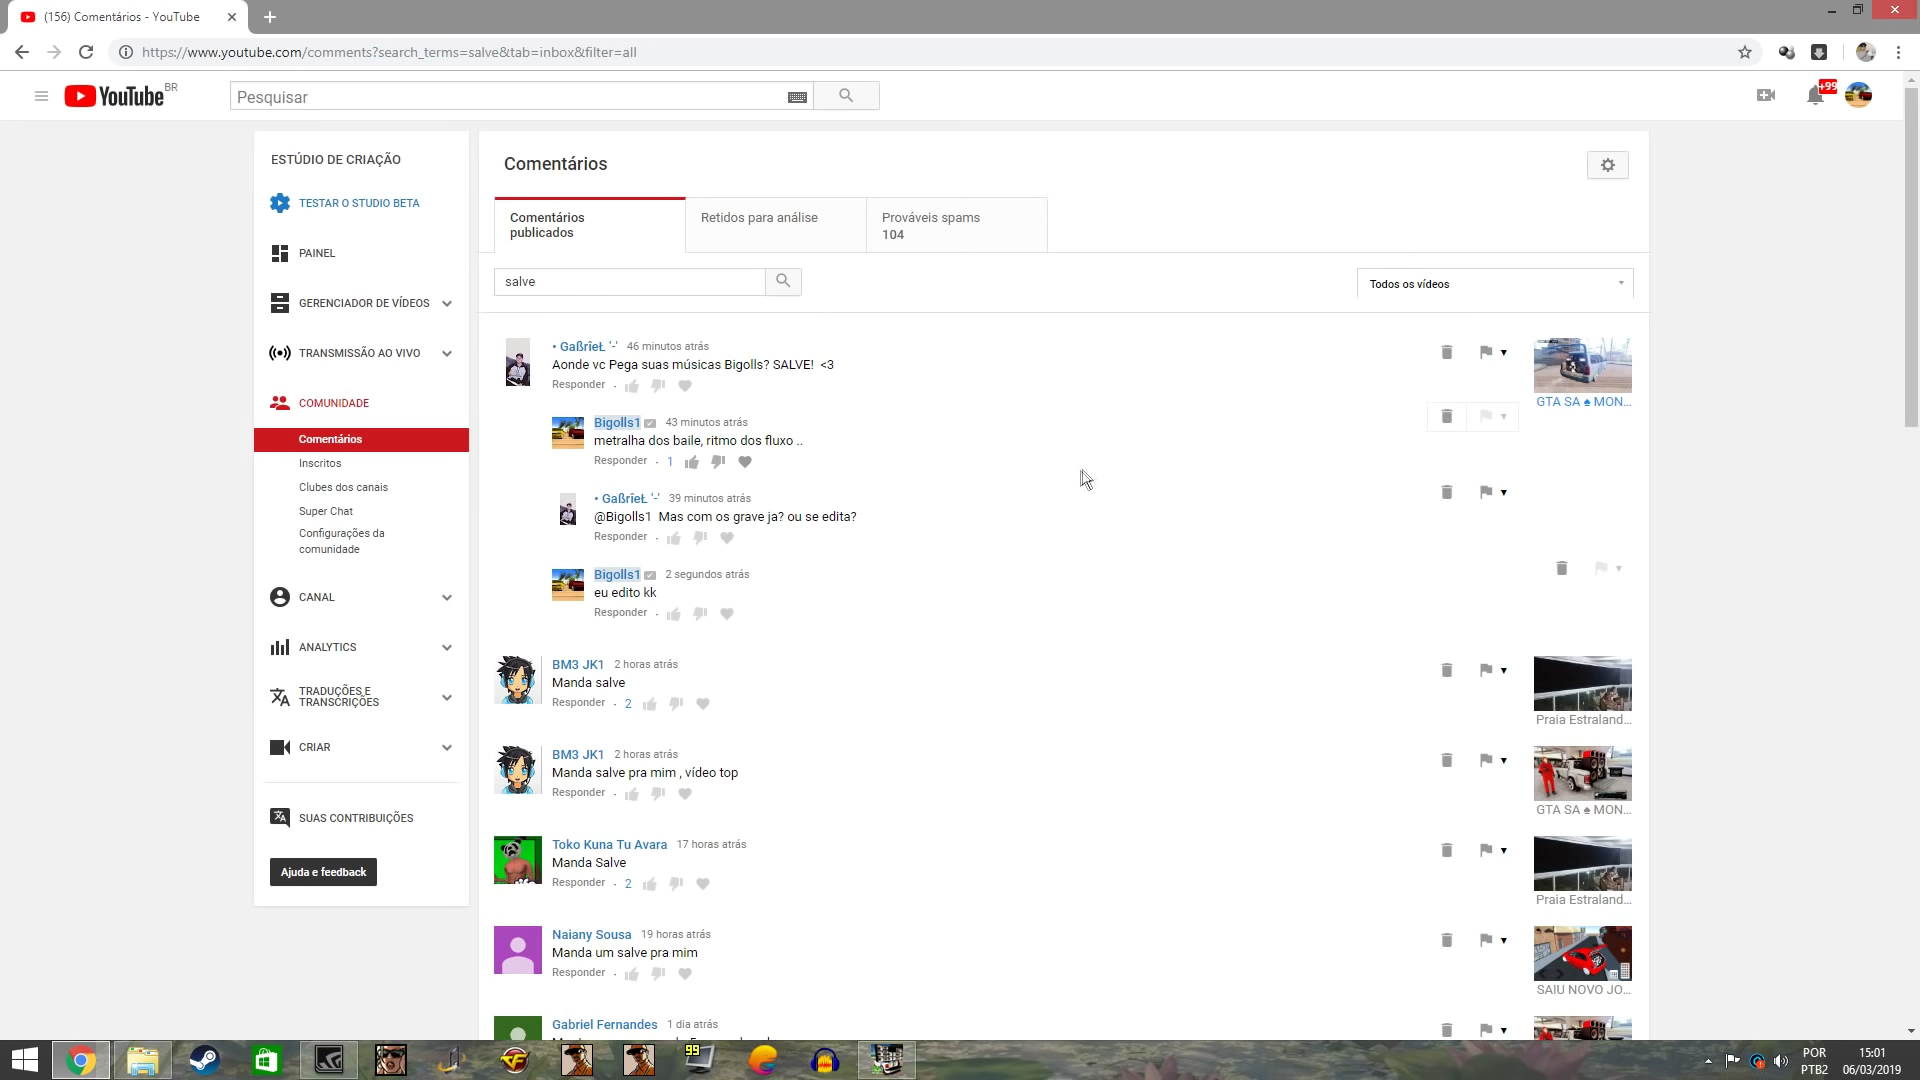 (156) Comentários - YouTube
https://www.youtube.com/comments?search_terms=salve&tab=inbox&filter=all
YouTube BR
Pesquisar
+99
ESTÚDIO DE CRIAÇÃO
TESTAR O STUDIO BETA
PAINEL
GERENCIADOR DE VÍDEOS
TRANSMISSÃO AO VIVO
COMUNIDADE
Comentários
Inscritos
Clubes dos canais
Super Chat
Configurações da
comunidade
CANAL
ANALYTICS
TRADUÇÕES E
TRANSCRIÇÕES
CRIAR
SUAS CONTRIBUIÇÕES
Ajuda e feedback
Comentários
Comentários
publicados
Retidos para análise
Prováveis spams
104
salve
Todos os vídeos
• GaßrîeŁ '-' 46 minutos atrás
Aonde vc Pega suas músicas Bigolls? SALVE! <3
Responder
GTA SA ♠ MON...
Bigolls1 43 minutos atrás
metralha dos baile, ritmo dos fluxo ..
Responder 1
• GaßrîeŁ '-' 39 minutos atrás
@Bigolls1 Mas com os grave ja? ou se edita?
Responder
Bigolls1 2 segundos atrás
eu edito kk
Responder
BM3 JK1 2 horas atrás
Manda salve
Responder 2
Praia Estraland...
BM3 JK1 2 horas atrás
Manda salve pra mim , vídeo top
Responder
GTA SA ♠ MON...
Toko Kuna Tu Avara 17 horas atrás
Manda Salve
Responder 2
Praia Estraland...
Naiany Sousa 19 horas atrás
Manda um salve pra mim
Responder
SAIU NOVO JO...
Gabriel Fernandes 1 dia atrás
99
POR
PTB2
15:01
06/03/2019